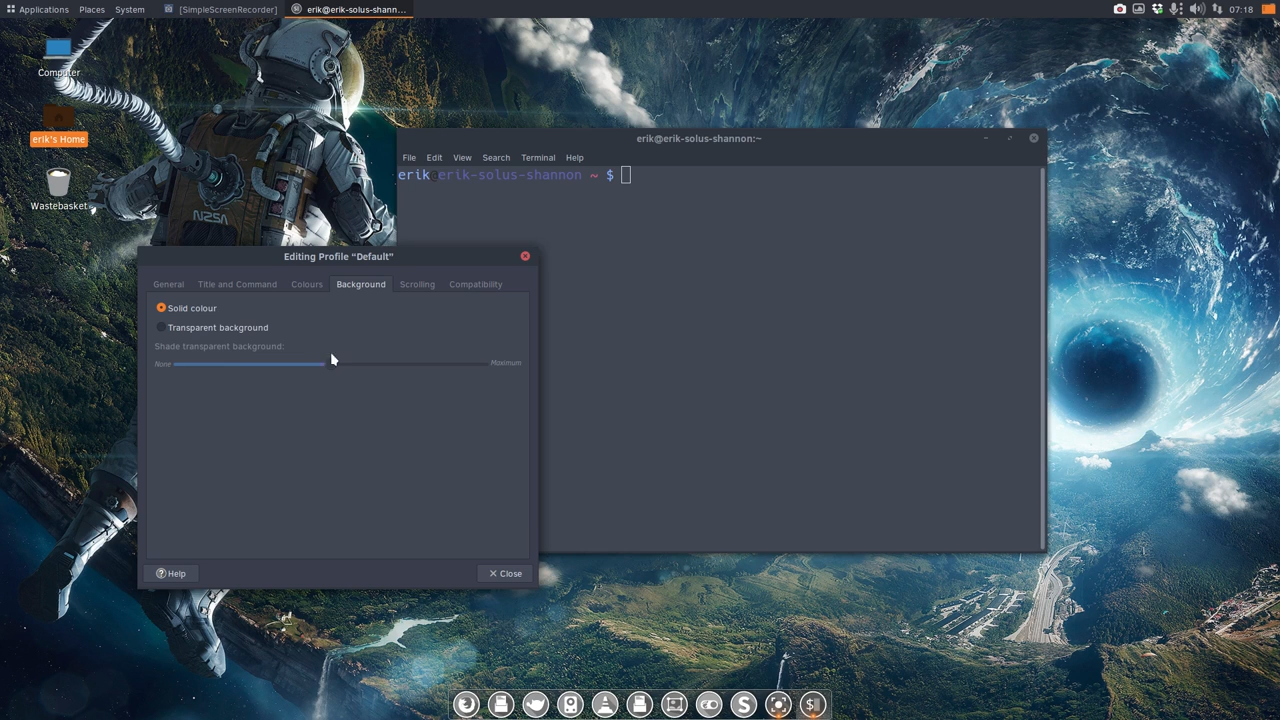 Applications Places System [SimpleScreenRecorder] erik@erik-solus-shann... 07:18
Computer
erik's Home
Wastebasket
erik@erik-solus-shannon:~
File Edit View Search Terminal Help
erik erik-solus-shannon ~ $
Editing Profile “Default”
General Title and Command Colours Background Scrolling Compatibility
Solid colour
Transparent background
Shade transparent background:
None Maximum
Help Close